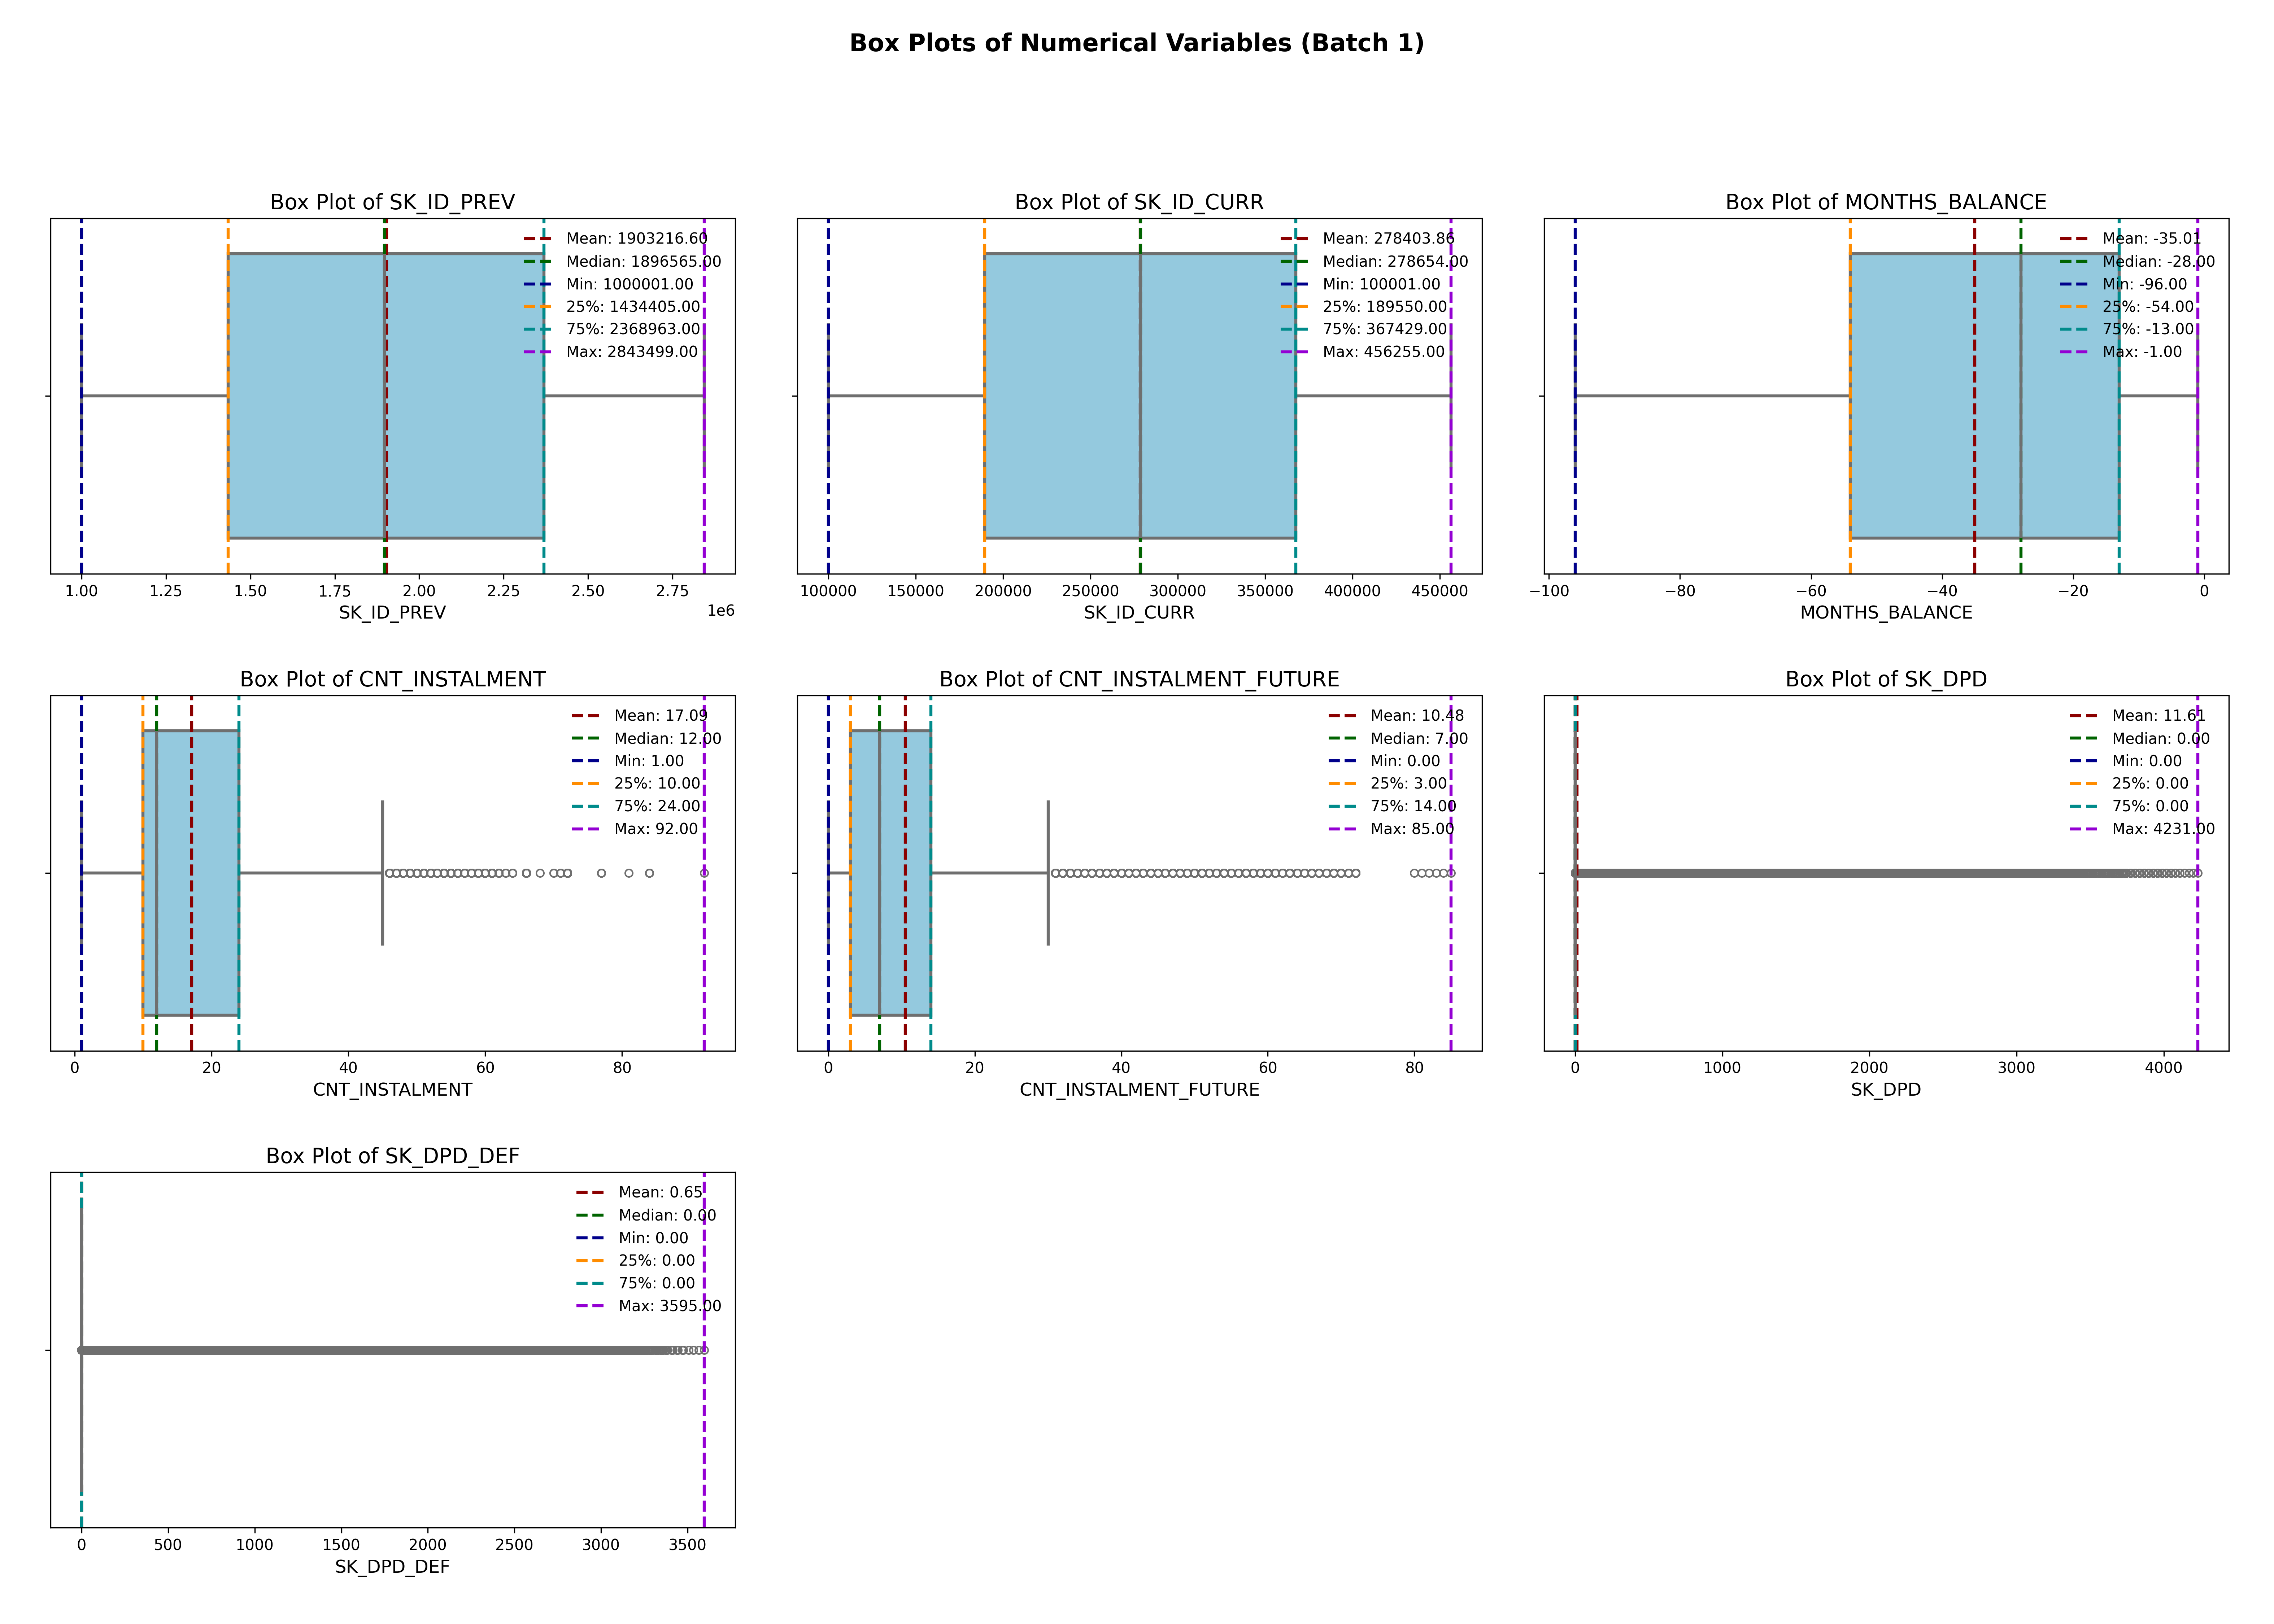 Box Plots of Numerical Variables (Batch 1)
Box Plot of SK_ID_PREV
Mean: 1903216.60
Median: 1896565.00
Min: 1000001.00
25%: 1434405.00
75%: 2368963.00
Max: 2843499.00
1.00 1.25 1.50 1.75 2.00 2.25 2.50 2.75
1e6
SK_ID_PREV
Box Plot of SK_ID_CURR
Mean: 278403.86
Median: 278654.00
Min: 100001.00
25%: 189550.00
75%: 367429.00
Max: 456255.00
100000 150000 200000 250000 300000 350000 400000 450000
SK_ID_CURR
Box Plot of MONTHS_BALANCE
Mean: -35.01
Median: -28.00
Min: -96.00
25%: -54.00
75%: -13.00
Max: -1.00
−100 −80 −60 −40 −20 0
MONTHS_BALANCE
Box Plot of CNT_INSTALMENT
Mean: 17.09
Median: 12.00
Min: 1.00
25%: 10.00
75%: 24.00
Max: 92.00
0 20 40 60 80
CNT_INSTALMENT
Box Plot of CNT_INSTALMENT_FUTURE
Mean: 10.48
Median: 7.00
Min: 0.00
25%: 3.00
75%: 14.00
Max: 85.00
0 20 40 60 80
CNT_INSTALMENT_FUTURE
Box Plot of SK_DPD
Mean: 11.61
Median: 0.00
Min: 0.00
25%: 0.00
75%: 0.00
Max: 4231.00
0 1000 2000 3000 4000
SK_DPD
Box Plot of SK_DPD_DEF
Mean: 0.65
Median: 0.00
Min: 0.00
25%: 0.00
75%: 0.00
Max: 3595.00
0 500 1000 1500 2000 2500 3000 3500
SK_DPD_DEF